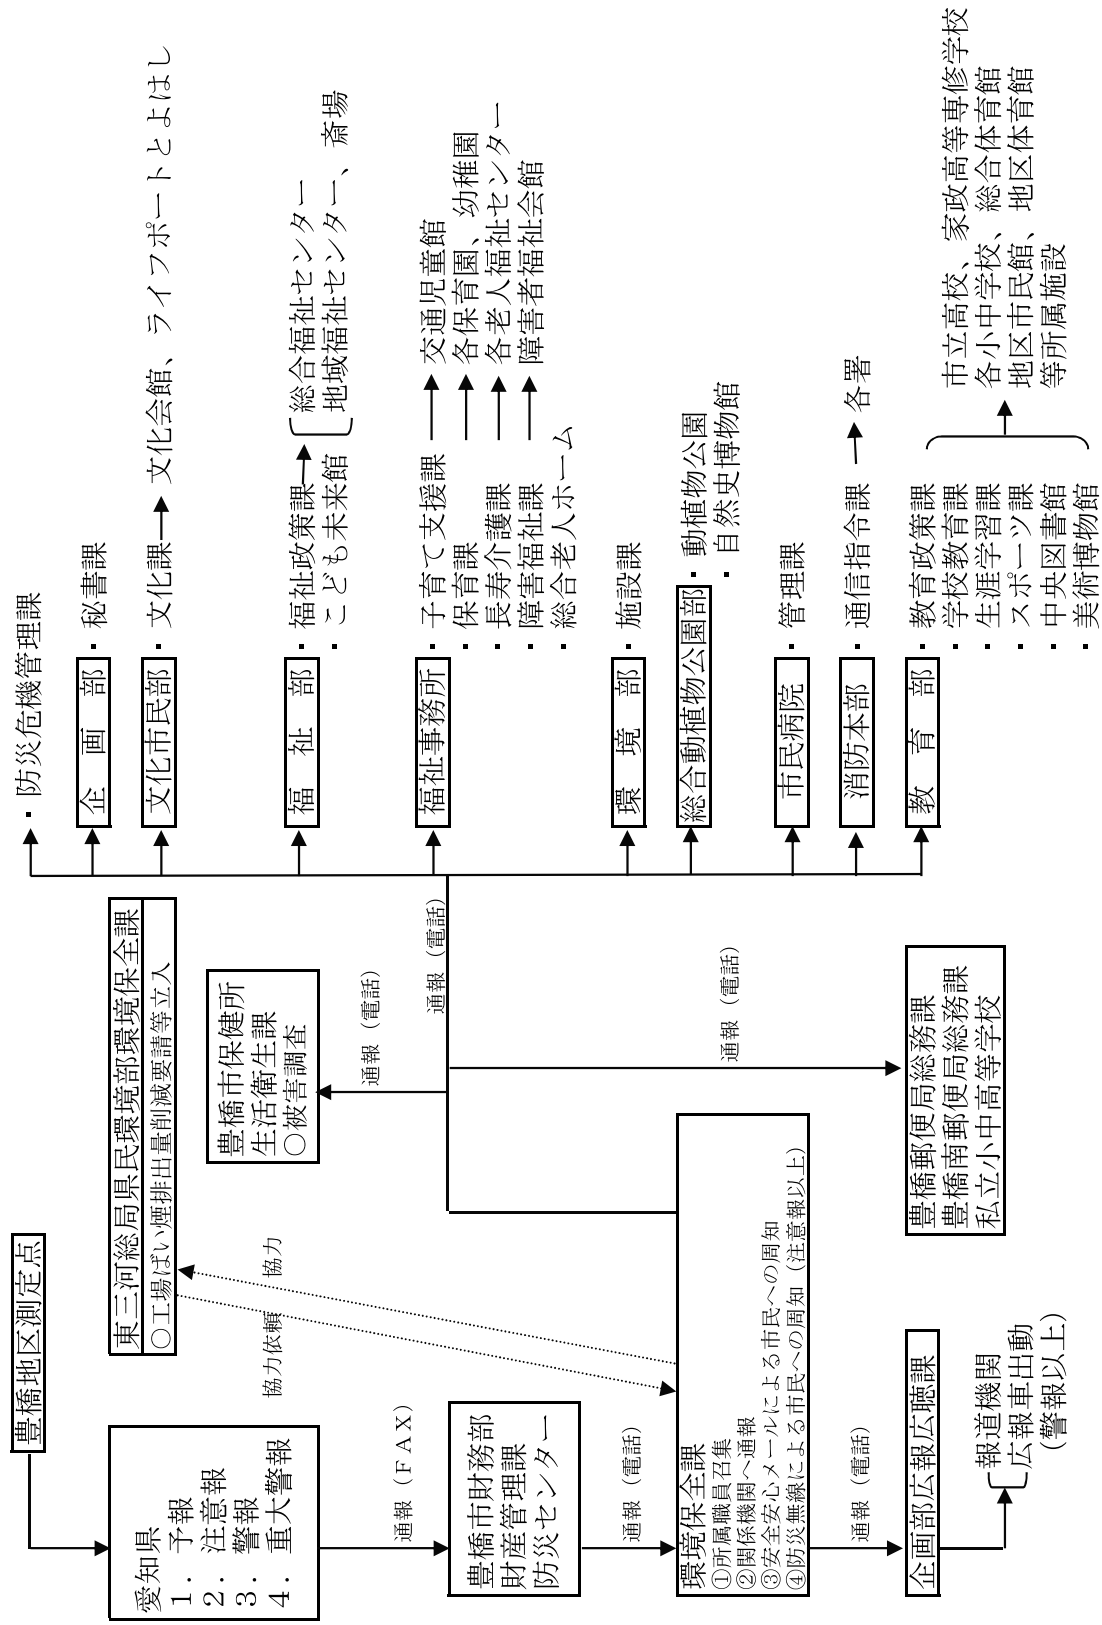 豊橋地区測定点
愛知県
１．予報
２．注意報
３．警報
４．重大警報
通報（ＦＡＸ）
豊橋市財務部
財産管理課
防災センター
通報（電話）
環境保全課
①所属職員召集
②関係機関へ通報
③安全安心メールによる市民への周知
④防災無線による市民への周知（注意報以上）
通報（電話）
企画部広報広聴課
報道機関
広報車出動
（警報以上）
東三河総局県民環境部環境保全課
○工場ばい煙排出量削減要請等立入
協力依頼
協力
豊橋市保健所
生活衛生課
○被害調査
通報（電話）
通報（電話）
通報（電話）
豊橋郵便局総務課
豊橋南郵便局総務課
私立小中高等学校
・防災危機管理課
企　画　部
・秘書課
文化市民部
・文化課
文化会館、ライフポートとよはし
福　祉　部
・福祉政策課
・こども未来館
総合福祉センター
地域福祉センター、斎場
福祉事務所
・子育て支援課
交通児童館
・保育課
各保育園、幼稚園
・長寿介護課
各老人福祉センター
・障害福祉課
障害者福祉会館
・総合老人ホーム
環　境　部
・施設課
総合動植物公園部
・動植物公園
・自然史博物館
市民病院
・管理課
消防本部
・通信指令課
各署
教　育　部
・教育政策課
・学校教育課
・生涯学習課
・スポーツ課
・中央図書館
・美術博物館
市立高校、家政高等専修学校
各小中学校、総合体育館
地区市民館、地区体育館
等所属施設